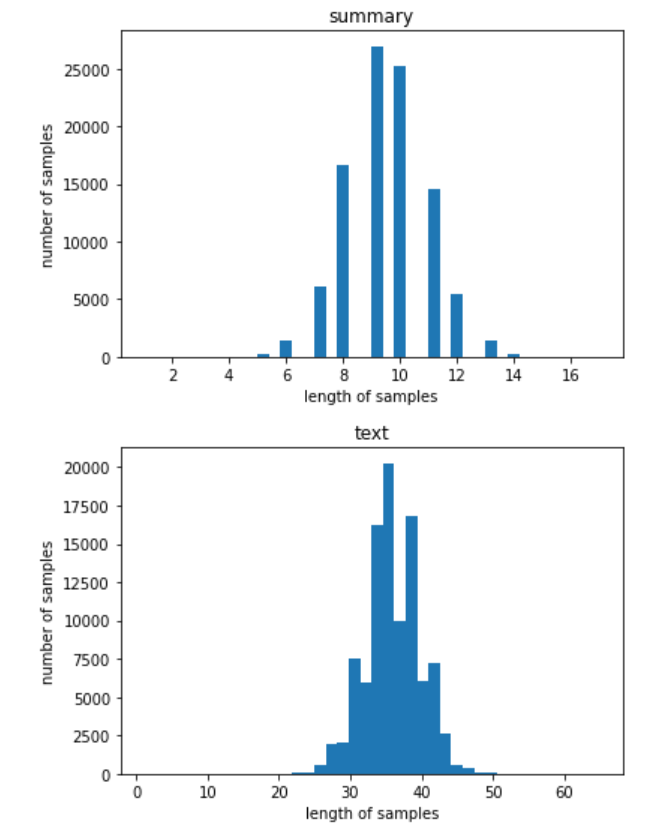 summary
25000
20000
15000
10000
5000
0
number of samples
2 4 6 8 10 12 14 16
length of samples
text
20000
17500
15000
12500
10000
7500
5000
2500
0
number of samples
0 10 20 30 40 50 60
length of samples